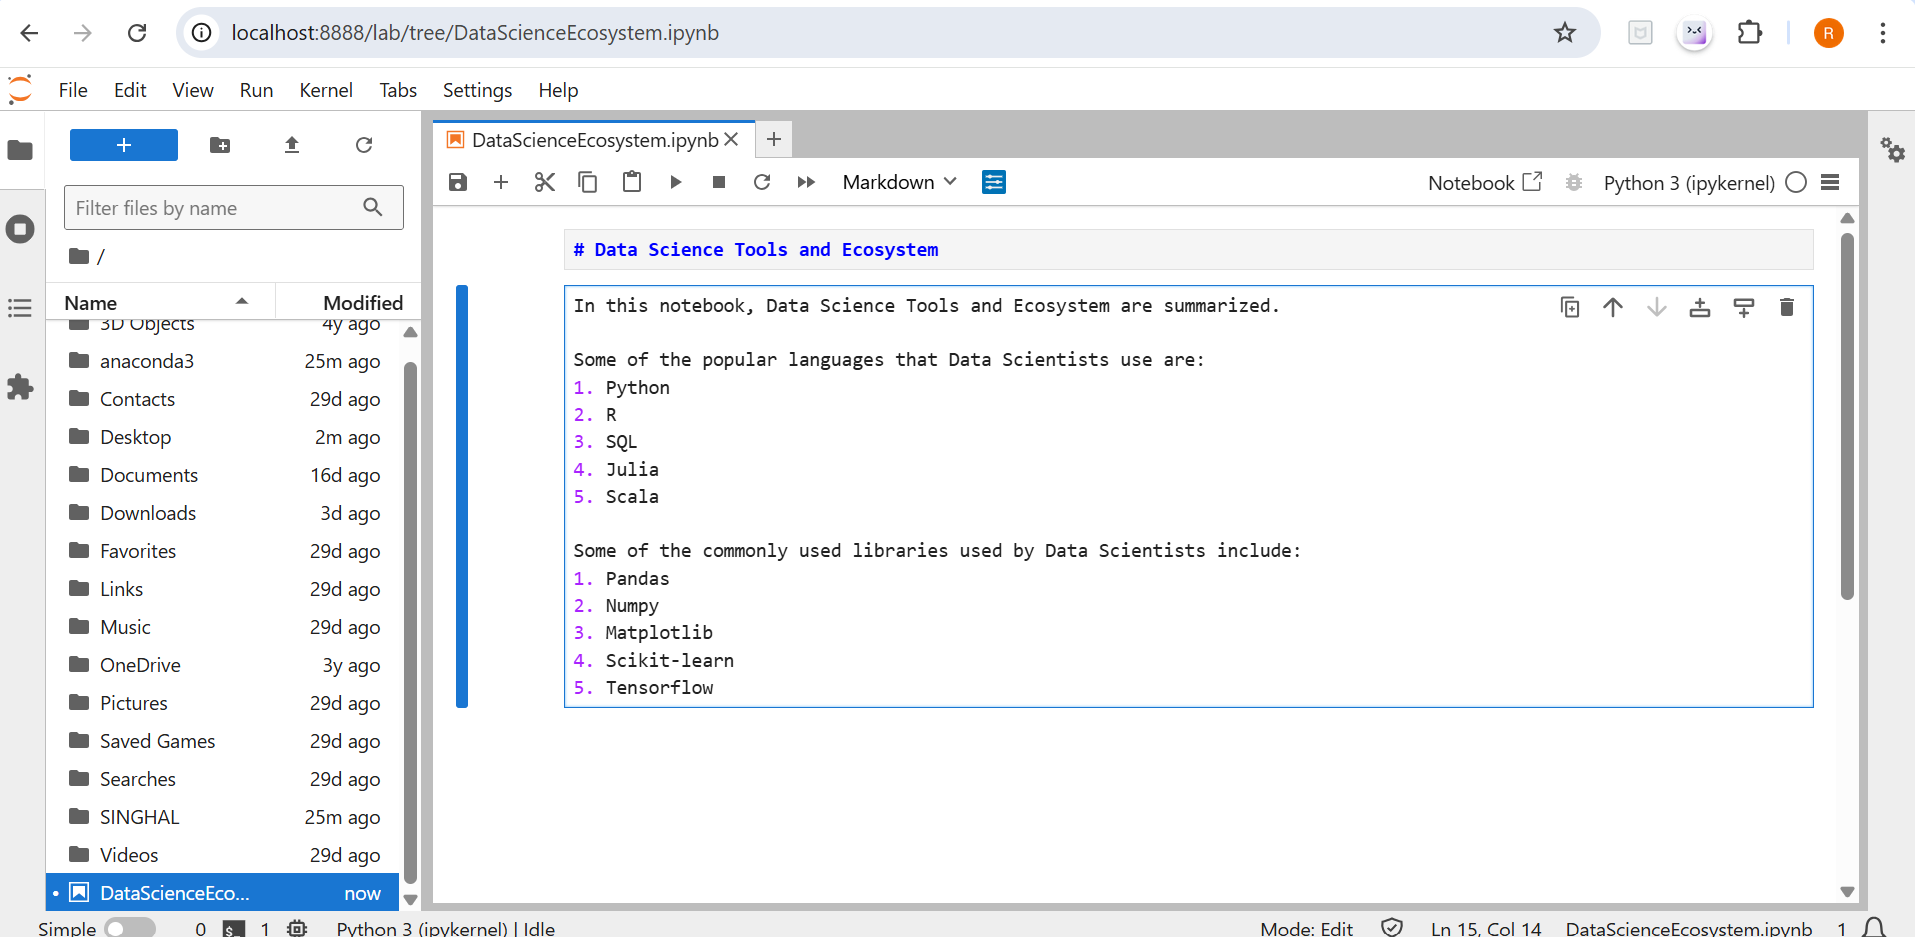 localhost:8888/lab/tree/DataScienceEcosystem.ipynb
R
File Edit View Run Kernel Tabs Settings Help
DataScienceEcosystem.ipynb
Markdown
Notebook
Python 3 (ipykernel)
Filter files by name
/
Name Modified
3D Objects 4y ago
anaconda3 25m ago
Contacts 29d ago
Desktop 2m ago
Documents 16d ago
Downloads 3d ago
Favorites 29d ago
Links 29d ago
Music 29d ago
OneDrive 3y ago
Pictures 29d ago
Saved Games 29d ago
Searches 29d ago
SINGHAL 25m ago
Videos 29d ago
DataScienceEco... now
# Data Science Tools and Ecosystem
In this notebook, Data Science Tools and Ecosystem are summarized.
Some of the popular languages that Data Scientists use are:
1. Python
2. R
3. SQL
4. Julia
5. Scala
Some of the commonly used libraries used by Data Scientists include:
1. Pandas
2. Numpy
3. Matplotlib
4. Scikit-learn
5. Tensorflow
Simple 0 $_ 1 Python 3 (ipykernel) | Idle Mode: Edit Ln 15, Col 14 DataScienceEcosystem.ipynb 1